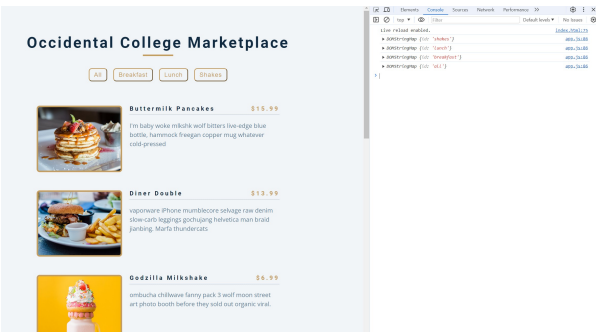 Occidental College Marketplace
All Breakfast Lunch Shakes
Buttermilk Pancakes $15.99
I'm baby woke mlkshk wolf bitters live-edge blue
bottle, hammock freegan copper mug whatever
cold-pressed
Diner Double $13.99
vaporware iPhone mumblecore selvage raw denim
slow-carb leggings gochujang helvetica man braid
jianbing. Marfa thundercats
Godzilla Milkshake $6.99
ombucha chillwave fanny pack 3 wolf moon street
art photo booth before they sold out organic viral.
Elements Console Sources Network Performance
top Filter Default levels No Issues
Live reload enabled. index.html:75
DOMStringMap {id: 'shakes'} app.js:88
DOMStringMap {id: 'lunch'} app.js:88
DOMStringMap {id: 'breakfast'} app.js:88
DOMStringMap {id: 'all'} app.js:88